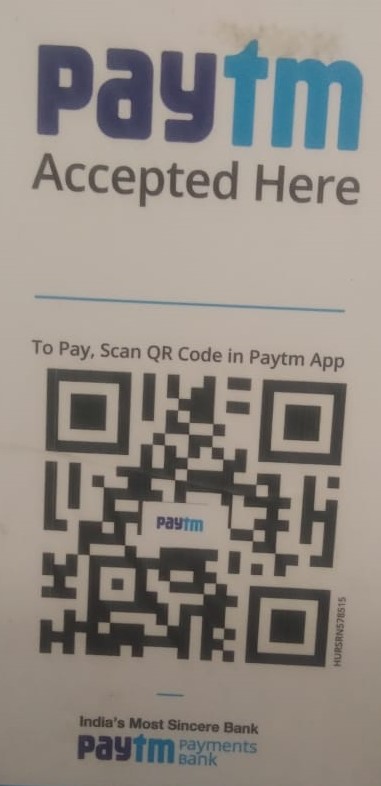 paytm
Accepted Here
To Pay, Scan QR Code in Paytm App
paytm
HURSRN578515
India's Most Sincere Bank
paytm Payments
Bank